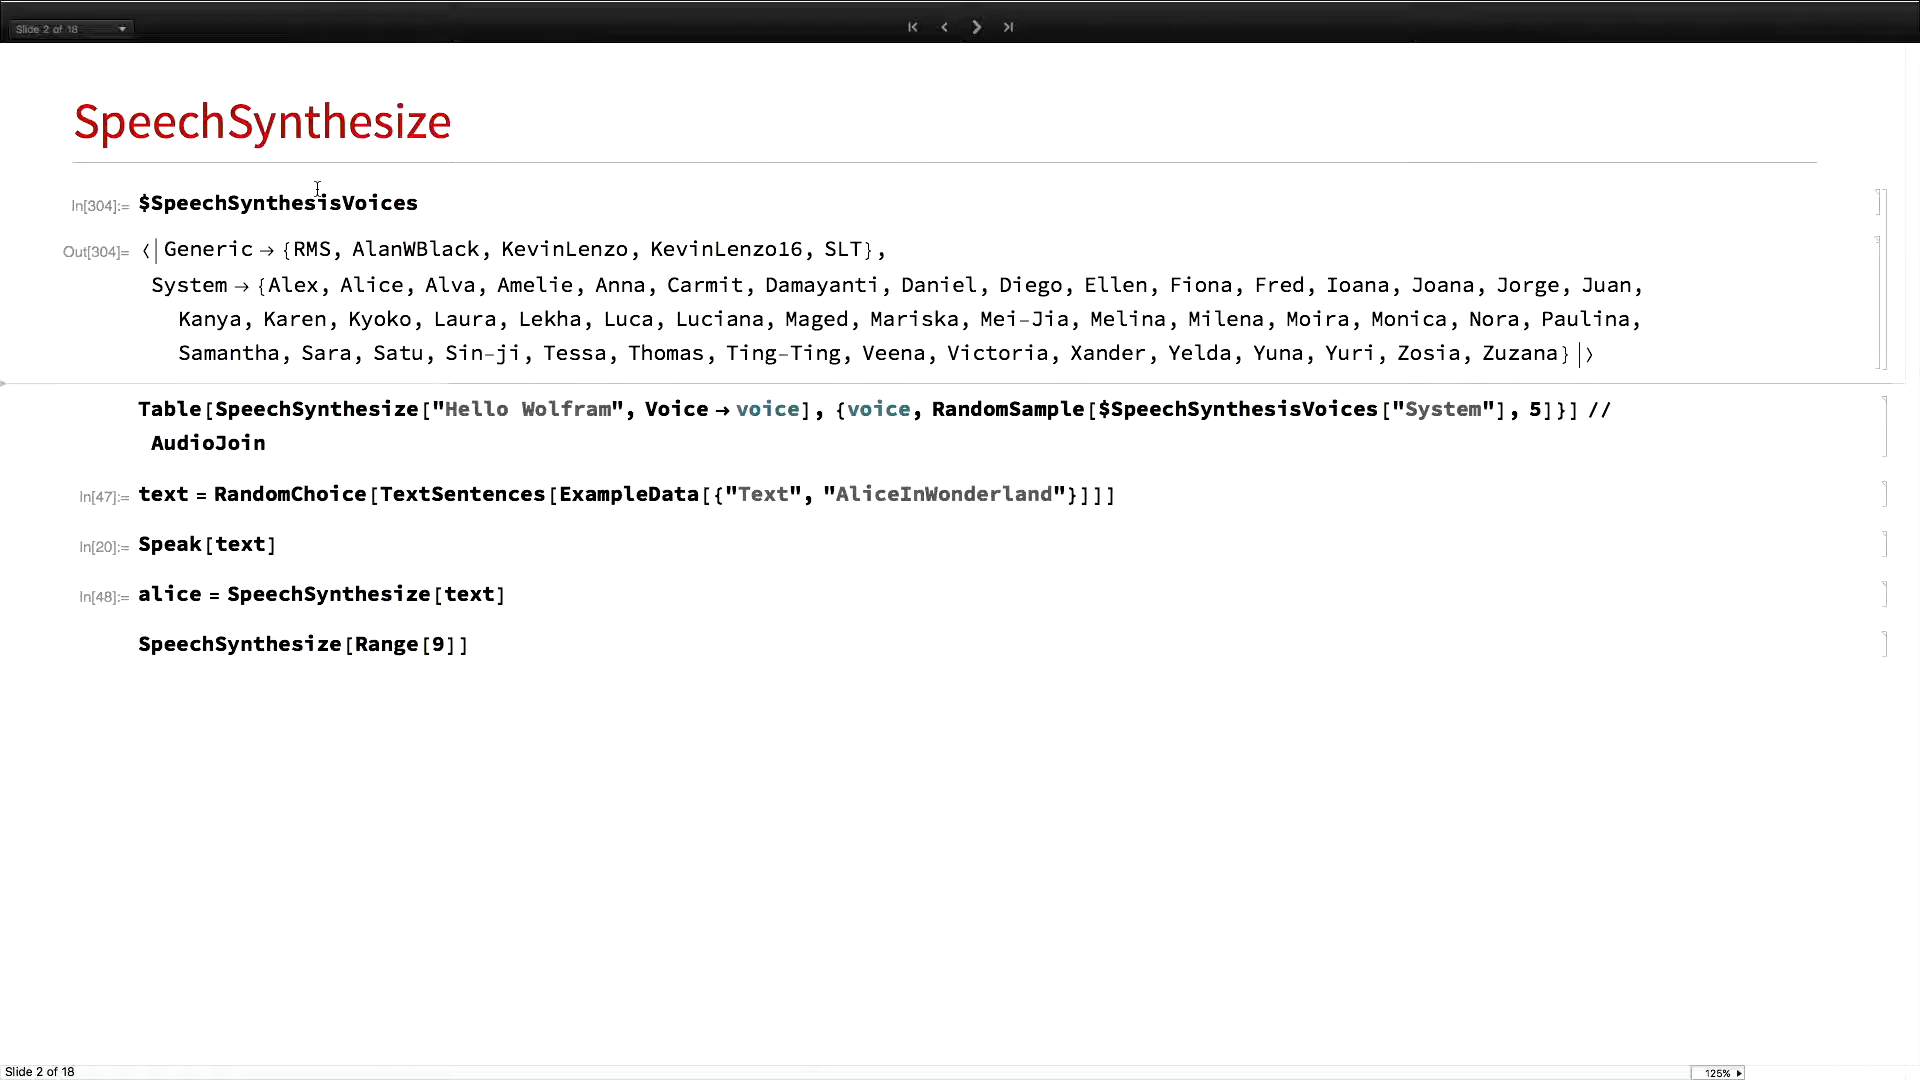 Slide 2 of 18
SpeechSynthesize
In[304]:= $SpeechSynthesisVoices
Out[304]= <|Generic → {RMS, AlanWBlack, KevinLenzo, KevinLenzo16, SLT},
System → {Alex, Alice, Alva, Amelie, Anna, Carmit, Damayanti, Daniel, Diego, Ellen, Fiona, Fred, Ioana, Joana, Jorge, Juan,
Kanya, Karen, Kyoko, Laura, Lekha, Luca, Luciana, Maged, Mariska, Mei-Jia, Melina, Milena, Moira, Monica, Nora, Paulina,
Samantha, Sara, Satu, Sin-ji, Tessa, Thomas, Ting-Ting, Veena, Victoria, Xander, Yelda, Yuna, Yuri, Zosia, Zuzana}|>
Table[SpeechSynthesize["Hello Wolfram", Voice → voice], {voice, RandomSample[$SpeechSynthesisVoices["System"], 5]}] //
AudioJoin
In[47]:= text = RandomChoice[TextSentences[ExampleData[{"Text", "AliceInWonderland"}]]]
In[20]:= Speak[text]
In[48]:= alice = SpeechSynthesize[text]
SpeechSynthesize[Range[9]]
Slide 2 of 18
125%